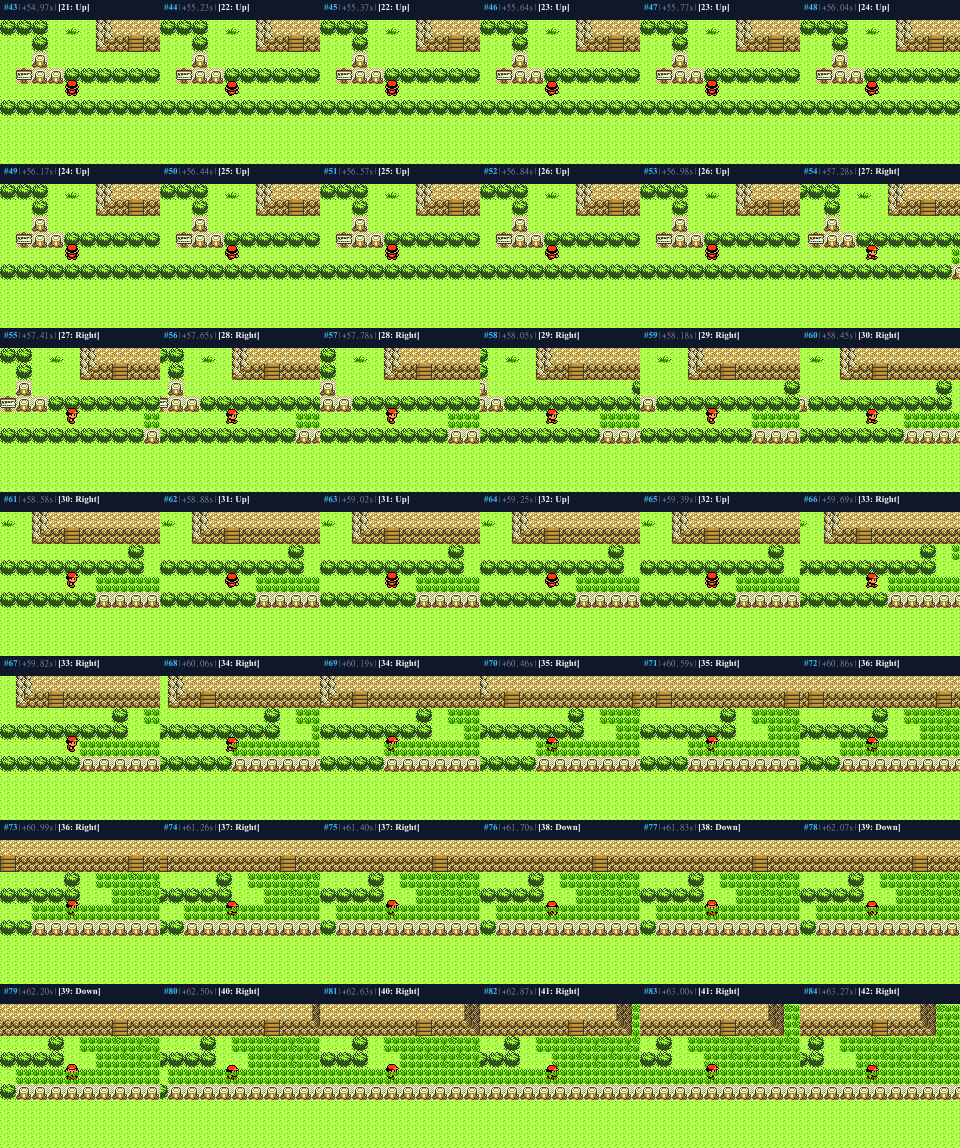 #43|+54.97s| [21: Up] #44|+55.23s| [22: Up] #45|+55.37s| [22: Up] #46|+55.64s| [23: Up] #47|+55.77s| [23: Up] #48|+56.04s| [24: Up]
#49|+56.17s| [24: Up] #50|+56.44s| [25: Up] #51|+56.57s| [25: Up] #52|+56.84s| [26: Up] #53|+56.98s| [26: Up] #54|+57.28s| [27: Right]
#55|+57.41s| [27: Right] #56|+57.65s| [28: Right] #57|+57.78s| [28: Right] #58|+58.05s| [29: Right] #59|+58.18s| [29: Right] #60|+58.45s| [30: Right]
#61|+58.58s| [30: Right] #62|+58.88s| [31: Up] #63|+59.02s| [31: Up] #64|+59.25s| [32: Up] #65|+59.39s| [32: Up] #66|+59.69s| [33: Right]
#67|+59.82s| [33: Right] #68|+60.06s| [34: Right] #69|+60.19s| [34: Right] #70|+60.46s| [35: Right] #71|+60.59s| [35: Right] #72|+60.86s| [36: Right]
#73|+60.99s| [36: Right] #74|+61.26s| [37: Right] #75|+61.40s| [37: Right] #76|+61.70s| [38: Down] #77|+61.83s| [38: Down] #78|+62.07s| [39: Down]
#79|+62.20s| [39: Down] #80|+62.50s| [40: Right] #81|+62.63s| [40: Right] #82|+62.87s| [41: Right] #83|+63.00s| [41: Right] #84|+63.27s| [42: Right]